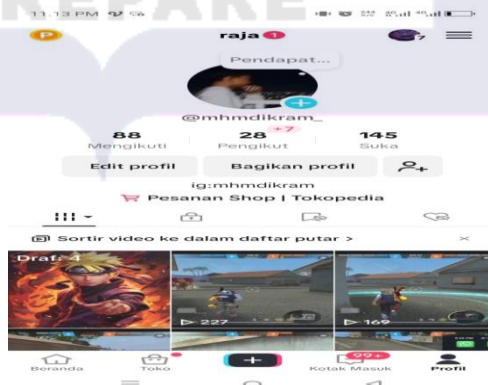 REPARE
11.13 PM
P
raja 1
7
Pendapat...
@mhmdikram_
88
28 +7
145
Mengikuti
Pengikut
Suka
Edit profil
Bagikan profil
ig:mhmdikram
Pesanan Shop | Tokopedia
Sortir video ke dalam daftar putar >
Draf: 4
227
169
99+
Beranda
Toko
Kotak Masuk
Profil